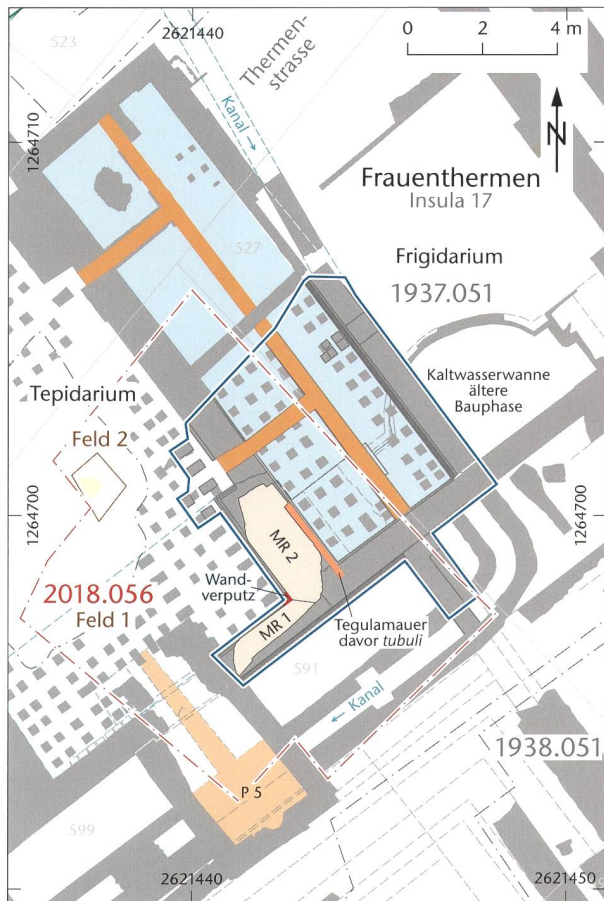 2621440
0 2 4 m
523
Thermen-
strasse
Kanal
1264710
N
Frauenthermen
Insula 17
527
Frigidarium
1937.051
Kaltwasserwanne
ältere
Bauphase
Tepidarium
Feld 2
1264700
1264700
MR 2
2018.056
Feld 1
Wand-
verputz
MR 1
Tegulamauer
davor tubuli
591
Kanal
1938.051
P 5
599
2621440
2621450